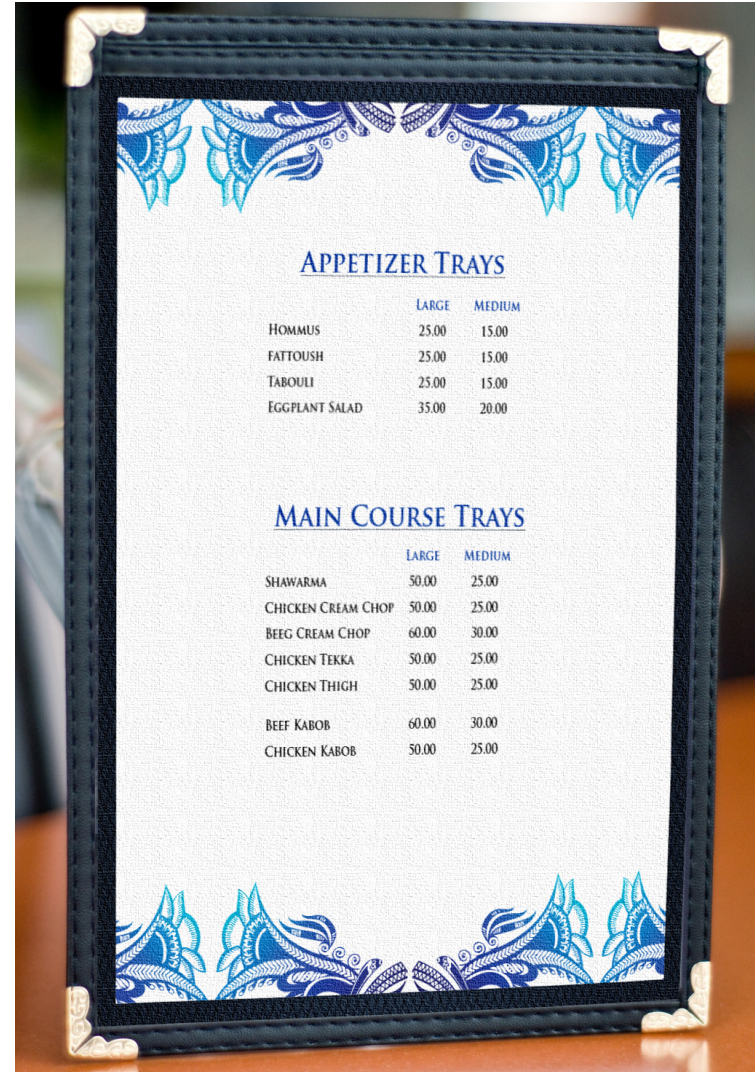 Appetizer Trays
Large Medium
Hommus 25.00 15.00
fattoush 25.00 15.00
Tabouli 25.00 15.00
Eggplant Salad 35.00 20.00
Main Course Trays
Large Medium
Shawarma 50.00 25.00
Chicken Cream Chop 50.00 25.00
Beeg Cream Chop 60.00 30.00
Chicken Tekka 50.00 25.00
Chicken Thigh 50.00 25.00
Beef Kabob 60.00 30.00
Chicken Kabob 50.00 25.00